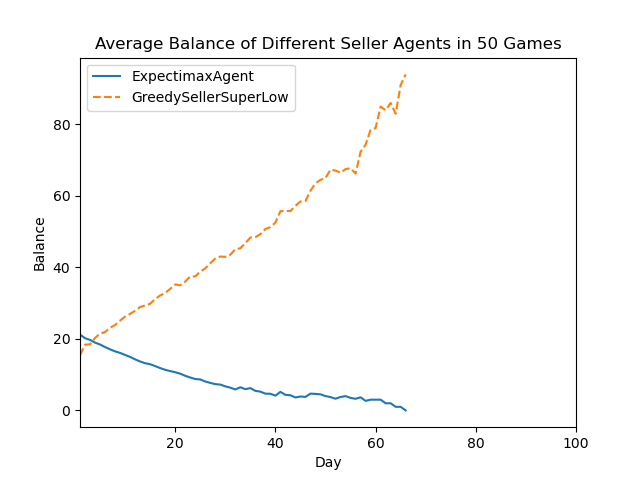 Average Balance of Different Seller Agents in 50 Games
ExpectimaxAgent
GreedySellerSuperLow
Balance
80
60
40
20
0
20 40 60 80 100
Day